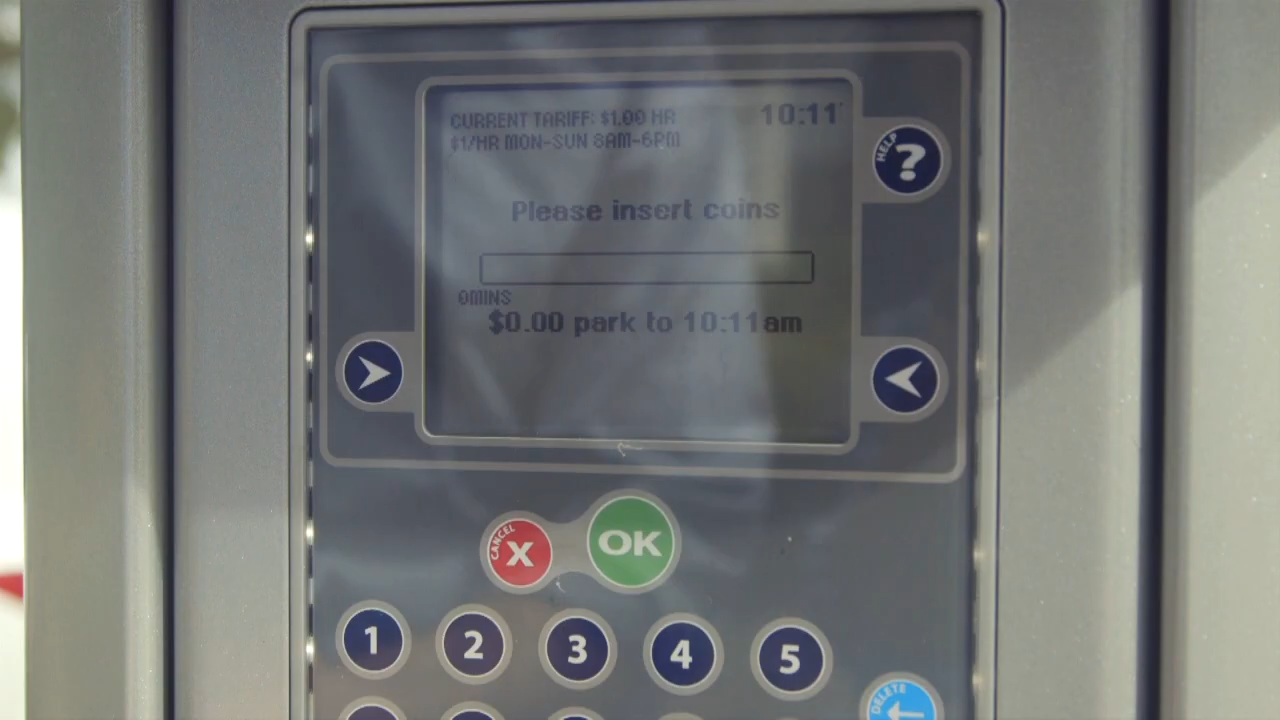 CURRENT TARIFF: $1.00 HR
10:11
$1/HR MON-SUN 8AM-6PM
HELP ?
Please insert coins
0MINS
$0.00 park to 10:11am
CANCEL X
OK
1 2 3 4 5
DELETE